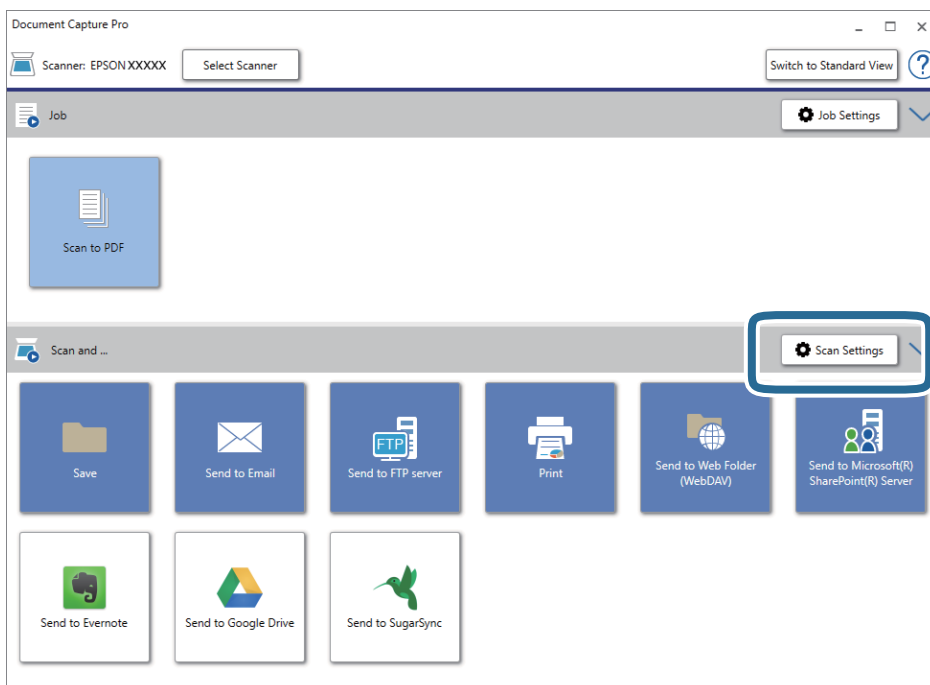 Document Capture Pro
Scanner: EPSON XXXXX
Select Scanner
Switch to Standard View
?
Job
Job Settings
Scan to PDF
Scan and ...
Scan Settings
Save
Send to Email
FTP
Send to FTP server
Print
Send to Web Folder
(WebDAV)
Send to Microsoft(R)
SharePoint(R) Server
Send to Evernote
Send to Google Drive
Send to SugarSync